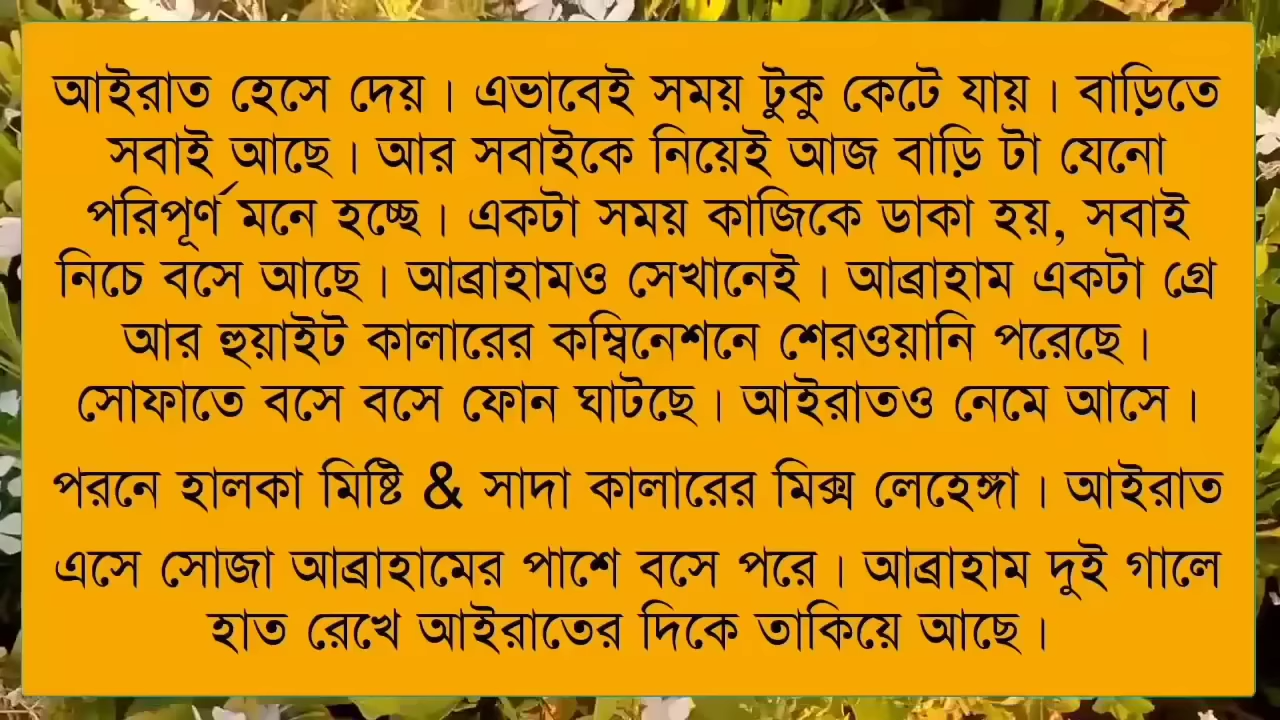 আইরাত হেসে দেয়। এভাবেই সময় টুকু কেটে যায়। বাড়িতে
সবাই আছে। আর সবাইকে নিয়েই আজ বাড়ি টা যেনো
পরিপূর্ণ মনে হচ্ছে। একটা সময় কাজিকে ডাকা হয়, সবাই
নিচে বসে আছে। আব্রাহামও সেখানেই। আব্রাহাম একটা গ্রে
আর হুয়াইট কালারের কম্বিনেশনে শেরওয়ানি পরেছে।
সোফাতে বসে বসে ফোন ঘাটছে। আইরাতও নেমে আসে।
পরনে হালকা মিষ্টি & সাদা কালারের মিক্স লেহেঙ্গা। আইরাত
এসে সোজা আব্রাহামের পাশে বসে পরে। আব্রাহাম দুই গালে
হাত রেখে আইরাতের দিকে তাকিয়ে আছে।